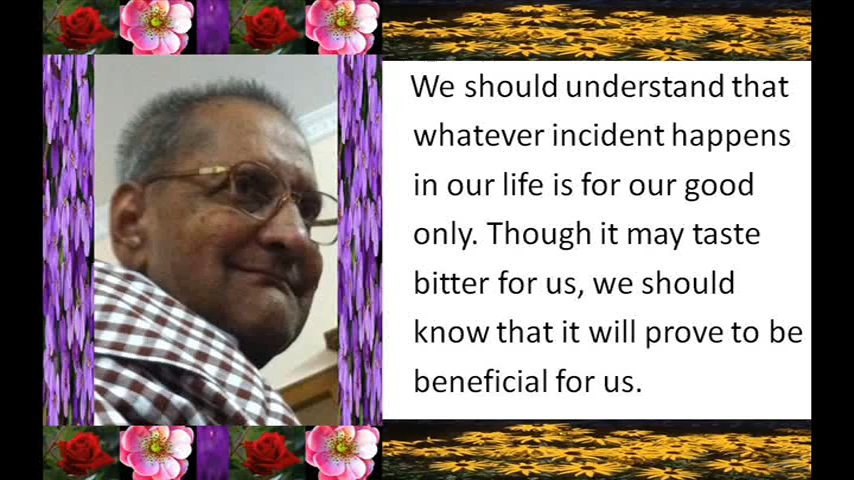 We should understand that
whatever incident happens
in our life is for our good
only. Though it may taste
bitter for us, we should
know that it will prove to be
beneficial for us.